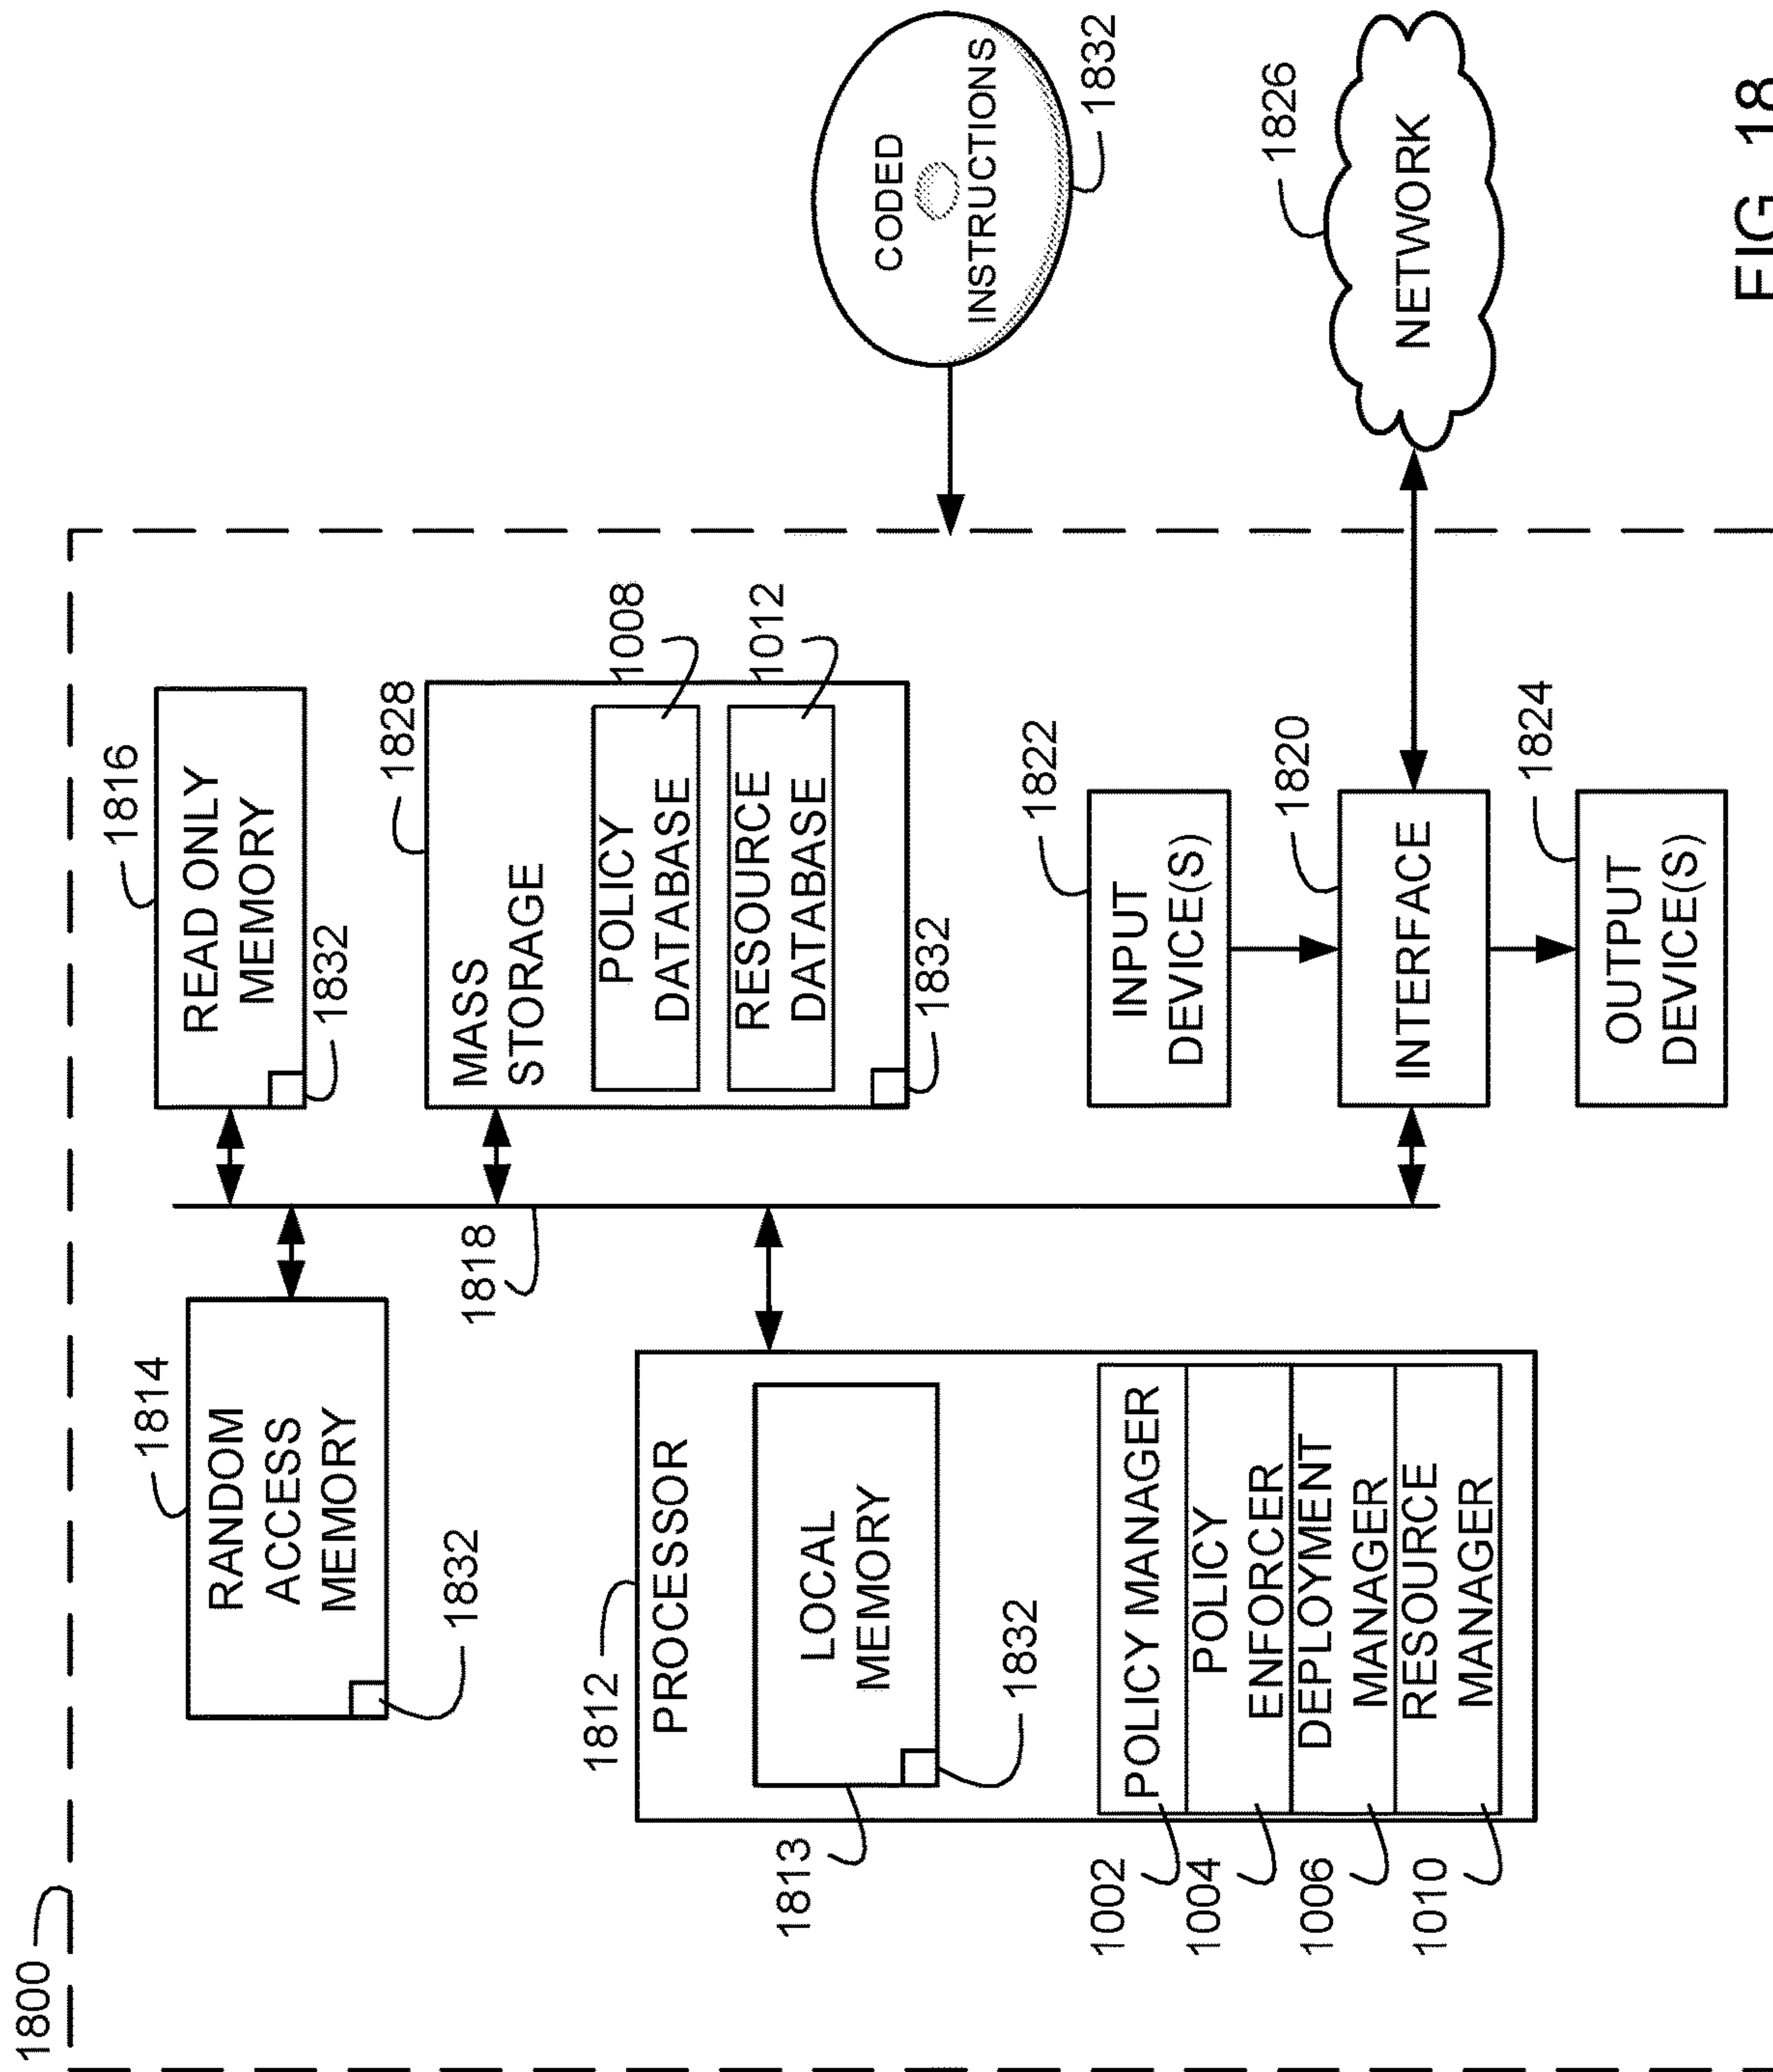 1800
1814
RANDOM
ACCESS
MEMORY
1832
1816
READ ONLY
MEMORY
1832
1818
1828
MASS
STORAGE
POLICY
DATABASE
1008
RESOURCE
DATABASE
1012
1832
1812
PROCESSOR
LOCAL
MEMORY
1813
1832
1002
POLICY MANAGER
1004
POLICY
ENFORCER
1006
DEPLOYMENT
MANAGER
1010
RESOURCE
MANAGER
1822
INPUT
DEVICE(S)
1820
INTERFACE
1824
OUTPUT
DEVICE(S)
CODED
INSTRUCTIONS
1832
1826
NETWORK
FIG. 18